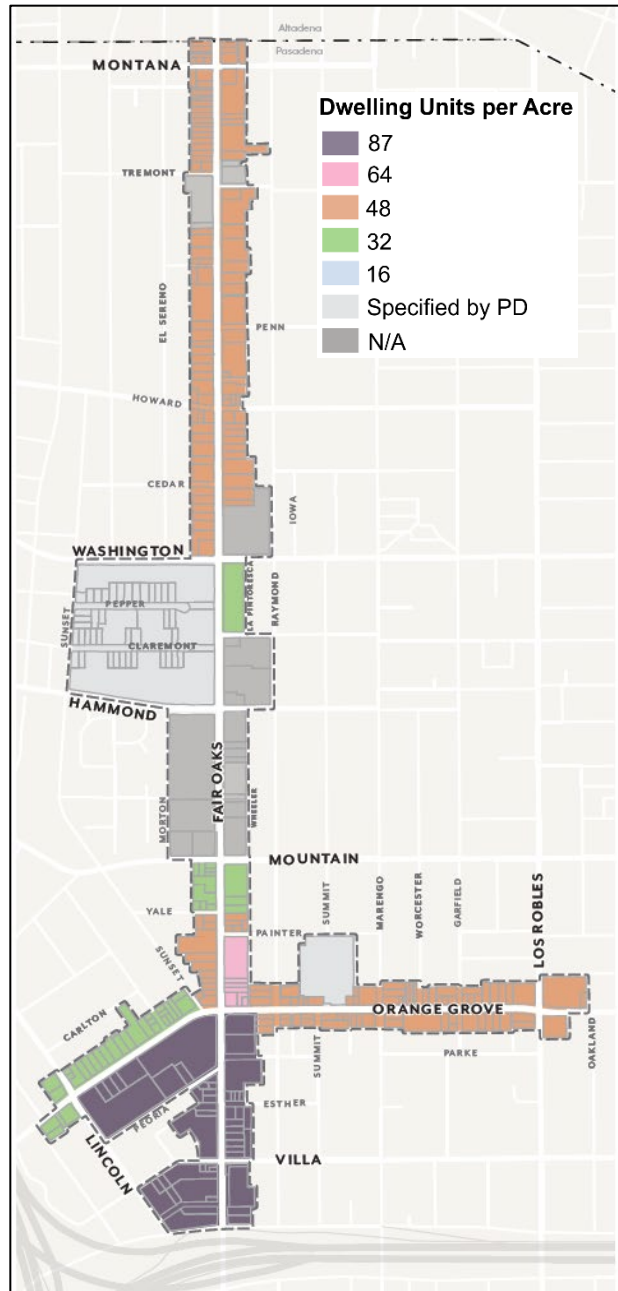 Altadena
Pasadena
MONTANA
Dwelling Units per Acre
87
64
48
32
16
Specified by PD
N/A
TREMONT
EL SERENO
PENN
HOWARD
CEDAR
IOWA
WASHINGTON
LA PINTORESCA
RAYMOND
PEPPER
SUNSET
CLAREMONT
HAMMOND
FAIR OAKS
MORTON
WHEELER
MOUNTAIN
SUMMIT
MARENGO
WORCESTER
GARFIELD
LOS ROBLES
YALE
PAINTER
SUNSET
CARLTON
ORANGE GROVE
SUMMIT
PARKE
OAKLAND
PEORIA
ESTHER
LINCOLN
VILLA